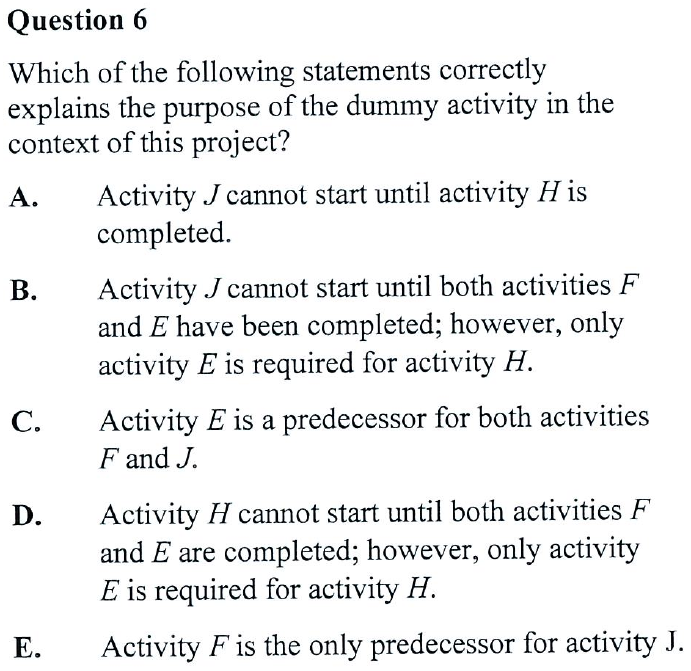 Question 6
Which of the following statements correctly
explains the purpose of the dummy activity in the
context of this project?
A. Activity J cannot start until activity H is
completed.
B. Activity J cannot start until both activities F
and E have been completed; however, only
activity E is required for activity H.
C. Activity E is a predecessor for both activities
F and J.
D. Activity H cannot start until both activities F
and E are completed; however, only activity
E is required for activity H.
E. Activity F is the only predecessor for activity J.